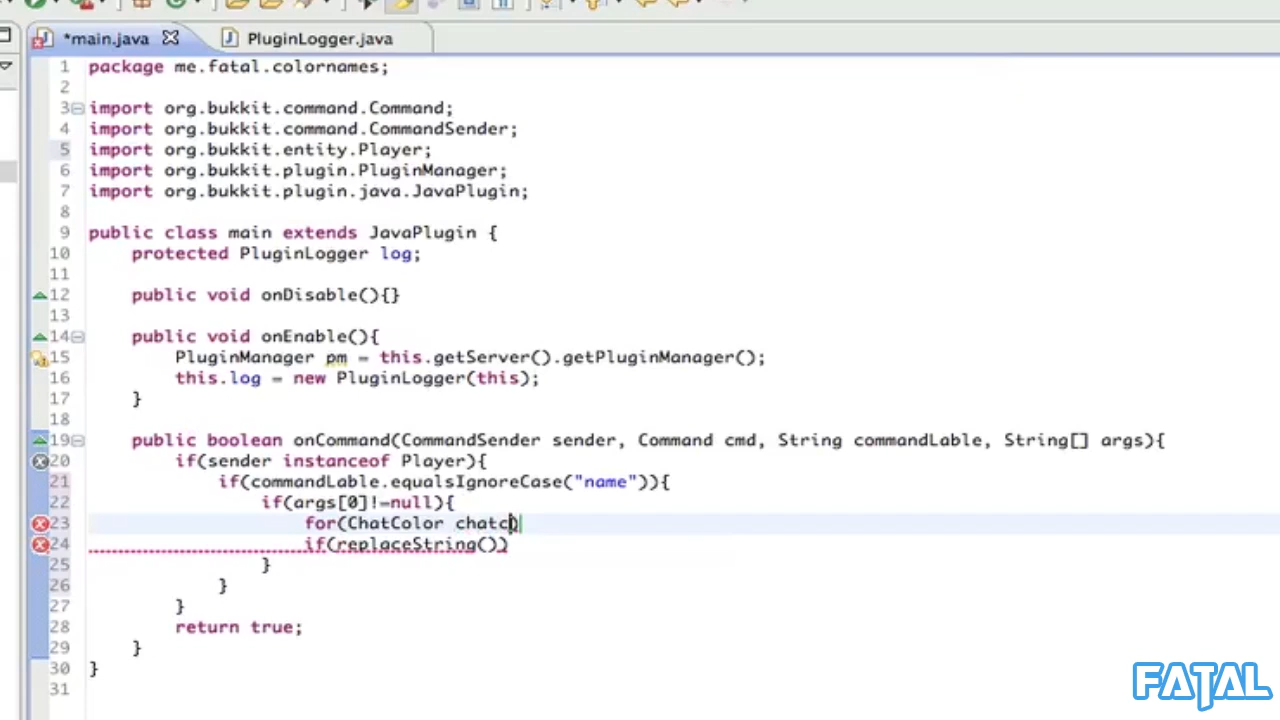 *main.java PluginLogger.java
1 package me.fatal.colornames;
2
3 import org.bukkit.command.Command;
4 import org.bukkit.command.CommandSender;
5 import org.bukkit.entity.Player;
6 import org.bukkit.plugin.PluginManager;
7 import org.bukkit.plugin.java.JavaPlugin;
8
9 public class main extends JavaPlugin {
10 protected PluginLogger log;
11
12 public void onDisable(){}
13
14 public void onEnable(){
15 PluginManager pm = this.getServer().getPluginManager();
16 this.log = new PluginLogger(this);
17 }
18
19 public boolean onCommand(CommandSender sender, Command cmd, String commandLable, String[] args){
20 if(sender instanceof Player){
21 if(commandLable.equalsIgnoreCase("name")){
22 if(args[0]!=null){
23 for(ChatColor chatc)
24 if(replaceString())
25 }
26 }
27 }
28 return true;
29 }
30 }
31
FATAL